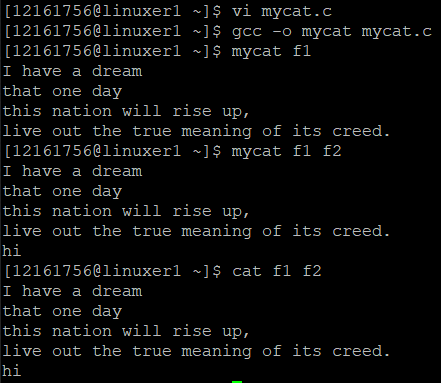 [12161756@linuxer1 ~]$ vi mycat.c
[12161756@linuxer1 ~]$ gcc -o mycat mycat.c
[12161756@linuxer1 ~]$ mycat f1
I have a dream
that one day
this nation will rise up,
live out the true meaning of its creed.
[12161756@linuxer1 ~]$ mycat f1 f2
I have a dream
that one day
this nation will rise up,
live out the true meaning of its creed.
hi
[12161756@linuxer1 ~]$ cat f1 f2
I have a dream
that one day
this nation will rise up,
live out the true meaning of its creed.
hi